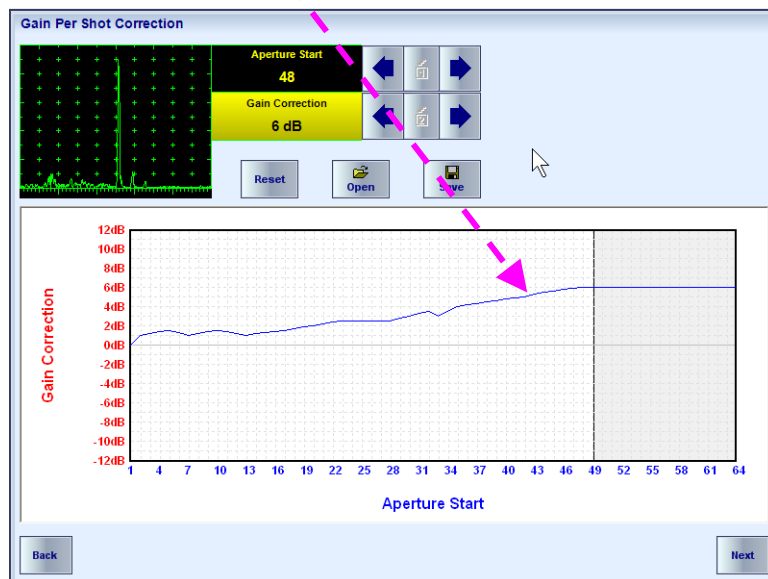 Gain Per Shot Correction
Aperture Start
48
1
Gain Correction
6 dB
2
Reset
Open
Save
12dB
10dB
8dB
6dB
4dB
2dB
0dB
-2dB
-4dB
-6dB
-8dB
-10dB
-12dB
Gain Correction
1 4 7 10 13 16 19 22 25 28 31 34 37 40 43 46 49 52 55 58 61 64
Aperture Start
Back
Next